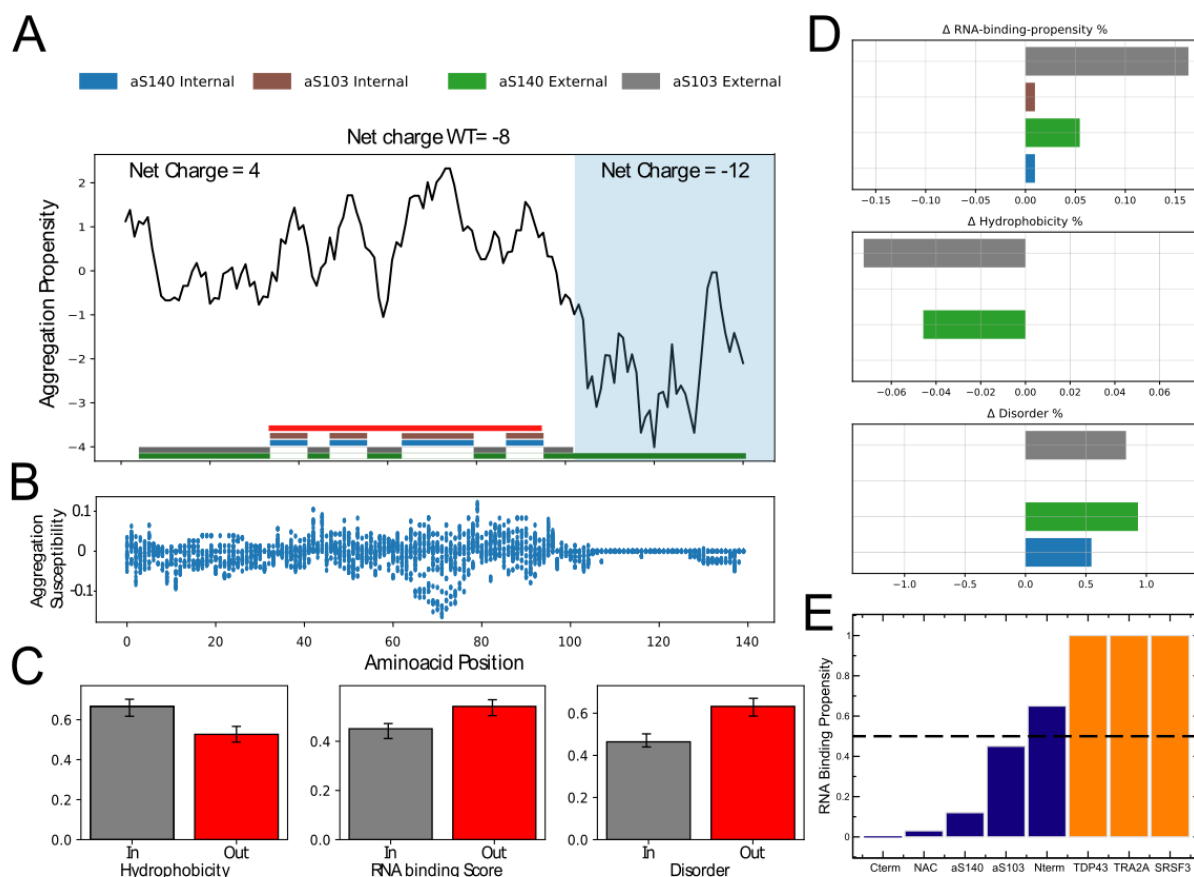 A
aS140 Internal aS103 Internal aS140 External aS103 External
Net charge WT= -8
Net Charge = 4 Net Charge = -12
Aggregation Propensity
2
1
0
−1
−2
−3
−4
B
Aggregation
Susceptibility
0.1
0
-0.1
0 20 40 60 80 100 120 140
Aminoacid Position
C
0.6
0.4
0.2
0.0
In Out
Hydrophobicity
0.4
0.2
0.0
In Out
RNA binding Score
0.6
0.4
0.2
0.0
In Out
Disorder
D
Δ RNA-binding-propensity %
−0.15 −0.10 −0.05 0.00 0.05 0.10 0.15
Δ Hydrophobicity %
−0.06 −0.04 −0.02 0.00 0.02 0.04 0.06
Δ Disorder %
−1.0 −0.5 0.0 0.5 1.0
E
RNA Binding Propensity
1
0.8
0.6
0.4
0.2
0
Cterm NAC aS140 aS103 Nterm TDP43 TRA2A SRSF3